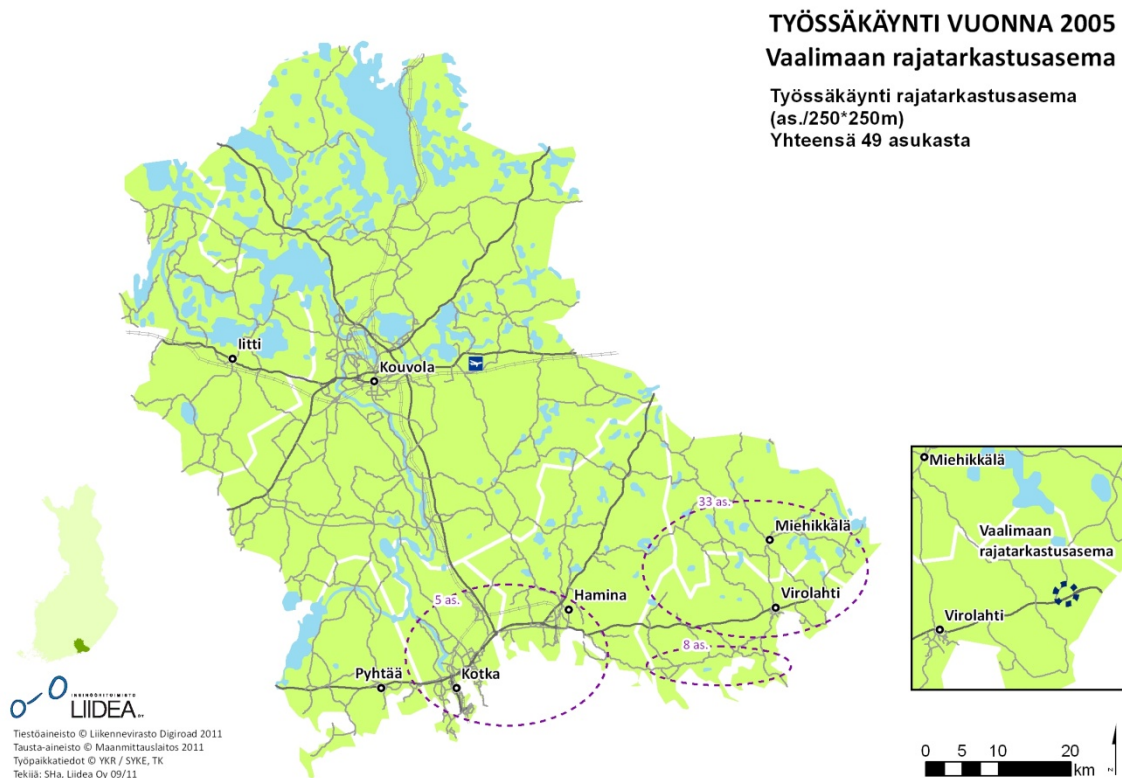 TYÖSSÄKÄYNTI VUONNA 2005
Vaalimaan rajatarkastusasema
Työssäkäynti rajatarkastusasema
(as./250*250m)
Yhteensä 49 asukasta
Iitti
Kouvola
33 as.
Miehikkälä
Virolahti
Hamina
5 as.
8 as.
Pyhtää
Kotka
Miehikkälä
Vaalimaan
rajatarkastusasema
Virolahti
INSINÖÖRITOIMISTO
LIIDEA OY
Tiestöaineisto © Liikennevirasto Digiroad 2011
Tausta-aineisto © Maanmittauslaitos 2011
Työpaikkatiedot © YKR / SYKE, TK
Tekijä: SHa, Liidea Oy 09/11
0 5 10 20
km
N